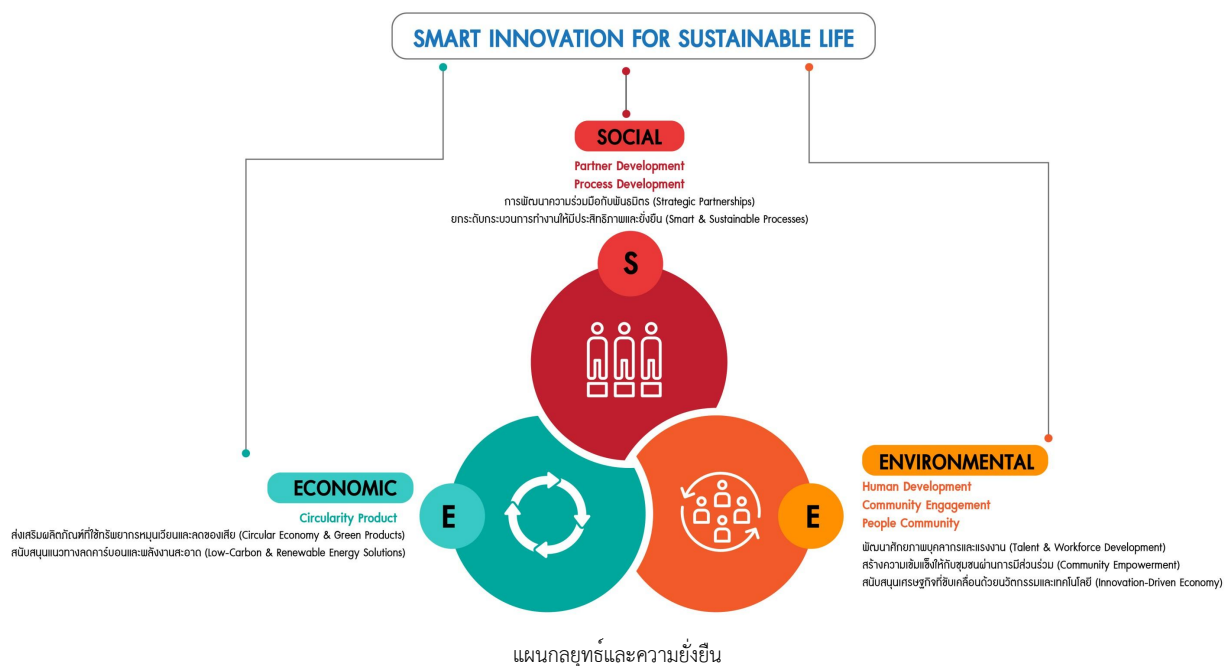 SMART INNOVATION FOR SUSTAINABLE LIFE
SOCIAL
Partner Development
Process Development
การพัฒนาความร่วมมือกับพันธมิตร (Strategic Partnerships)
ยกระดับกระบวนการทำงานให้มีประสิทธิภาพและยั่งยืน (Smart & Sustainable Processes)
S
ECONOMIC
Circularity Product
ส่งเสริมผลิตภัณฑ์ที่ใช้ทรัพยากรหมุนเวียนและลดของเสีย (Circular Economy & Green Products)
สนับสนุนแนวทางลดคาร์บอนและพลังงานสะอาด (Low-Carbon & Renewable Energy Solutions)
E
E
ENVIRONMENTAL
Human Development
Community Engagement
People Community
พัฒนาศักยภาพบุคลากรและแรงงาน (Talent & Workforce Development)
สร้างความเข้มแข็งให้กับชุมชนผ่านการมีส่วนร่วม (Community Empowerment)
สนับสนุนเศรษฐกิจที่ขับเคลื่อนด้วยนวัตกรรมและเทคโนโลยี (Innovation-Driven Economy)
แผนกลยุทธ์และความยั่งยืน